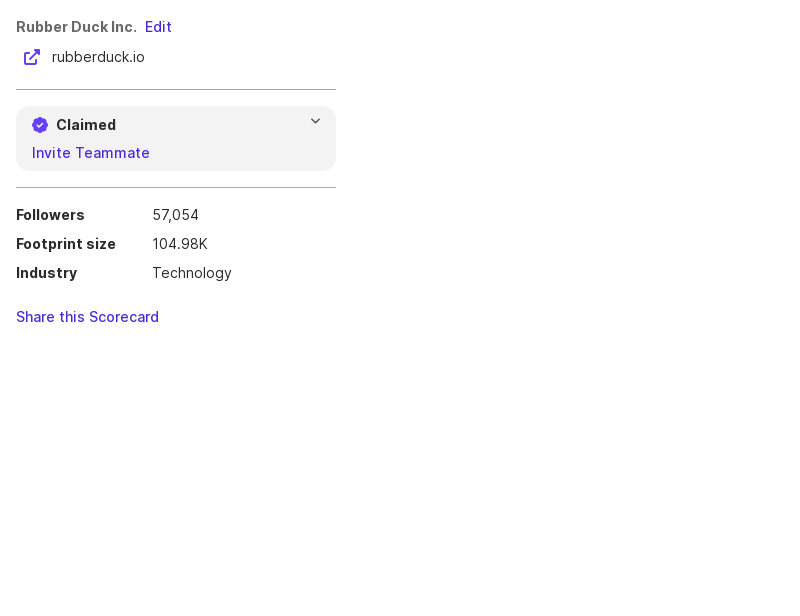 Rubber Duck Inc. Edit
rubberduck.io
Claimed
Invite Teammate
Followers 57,054
Footprint size 104.98K
Industry Technology
Share this Scorecard